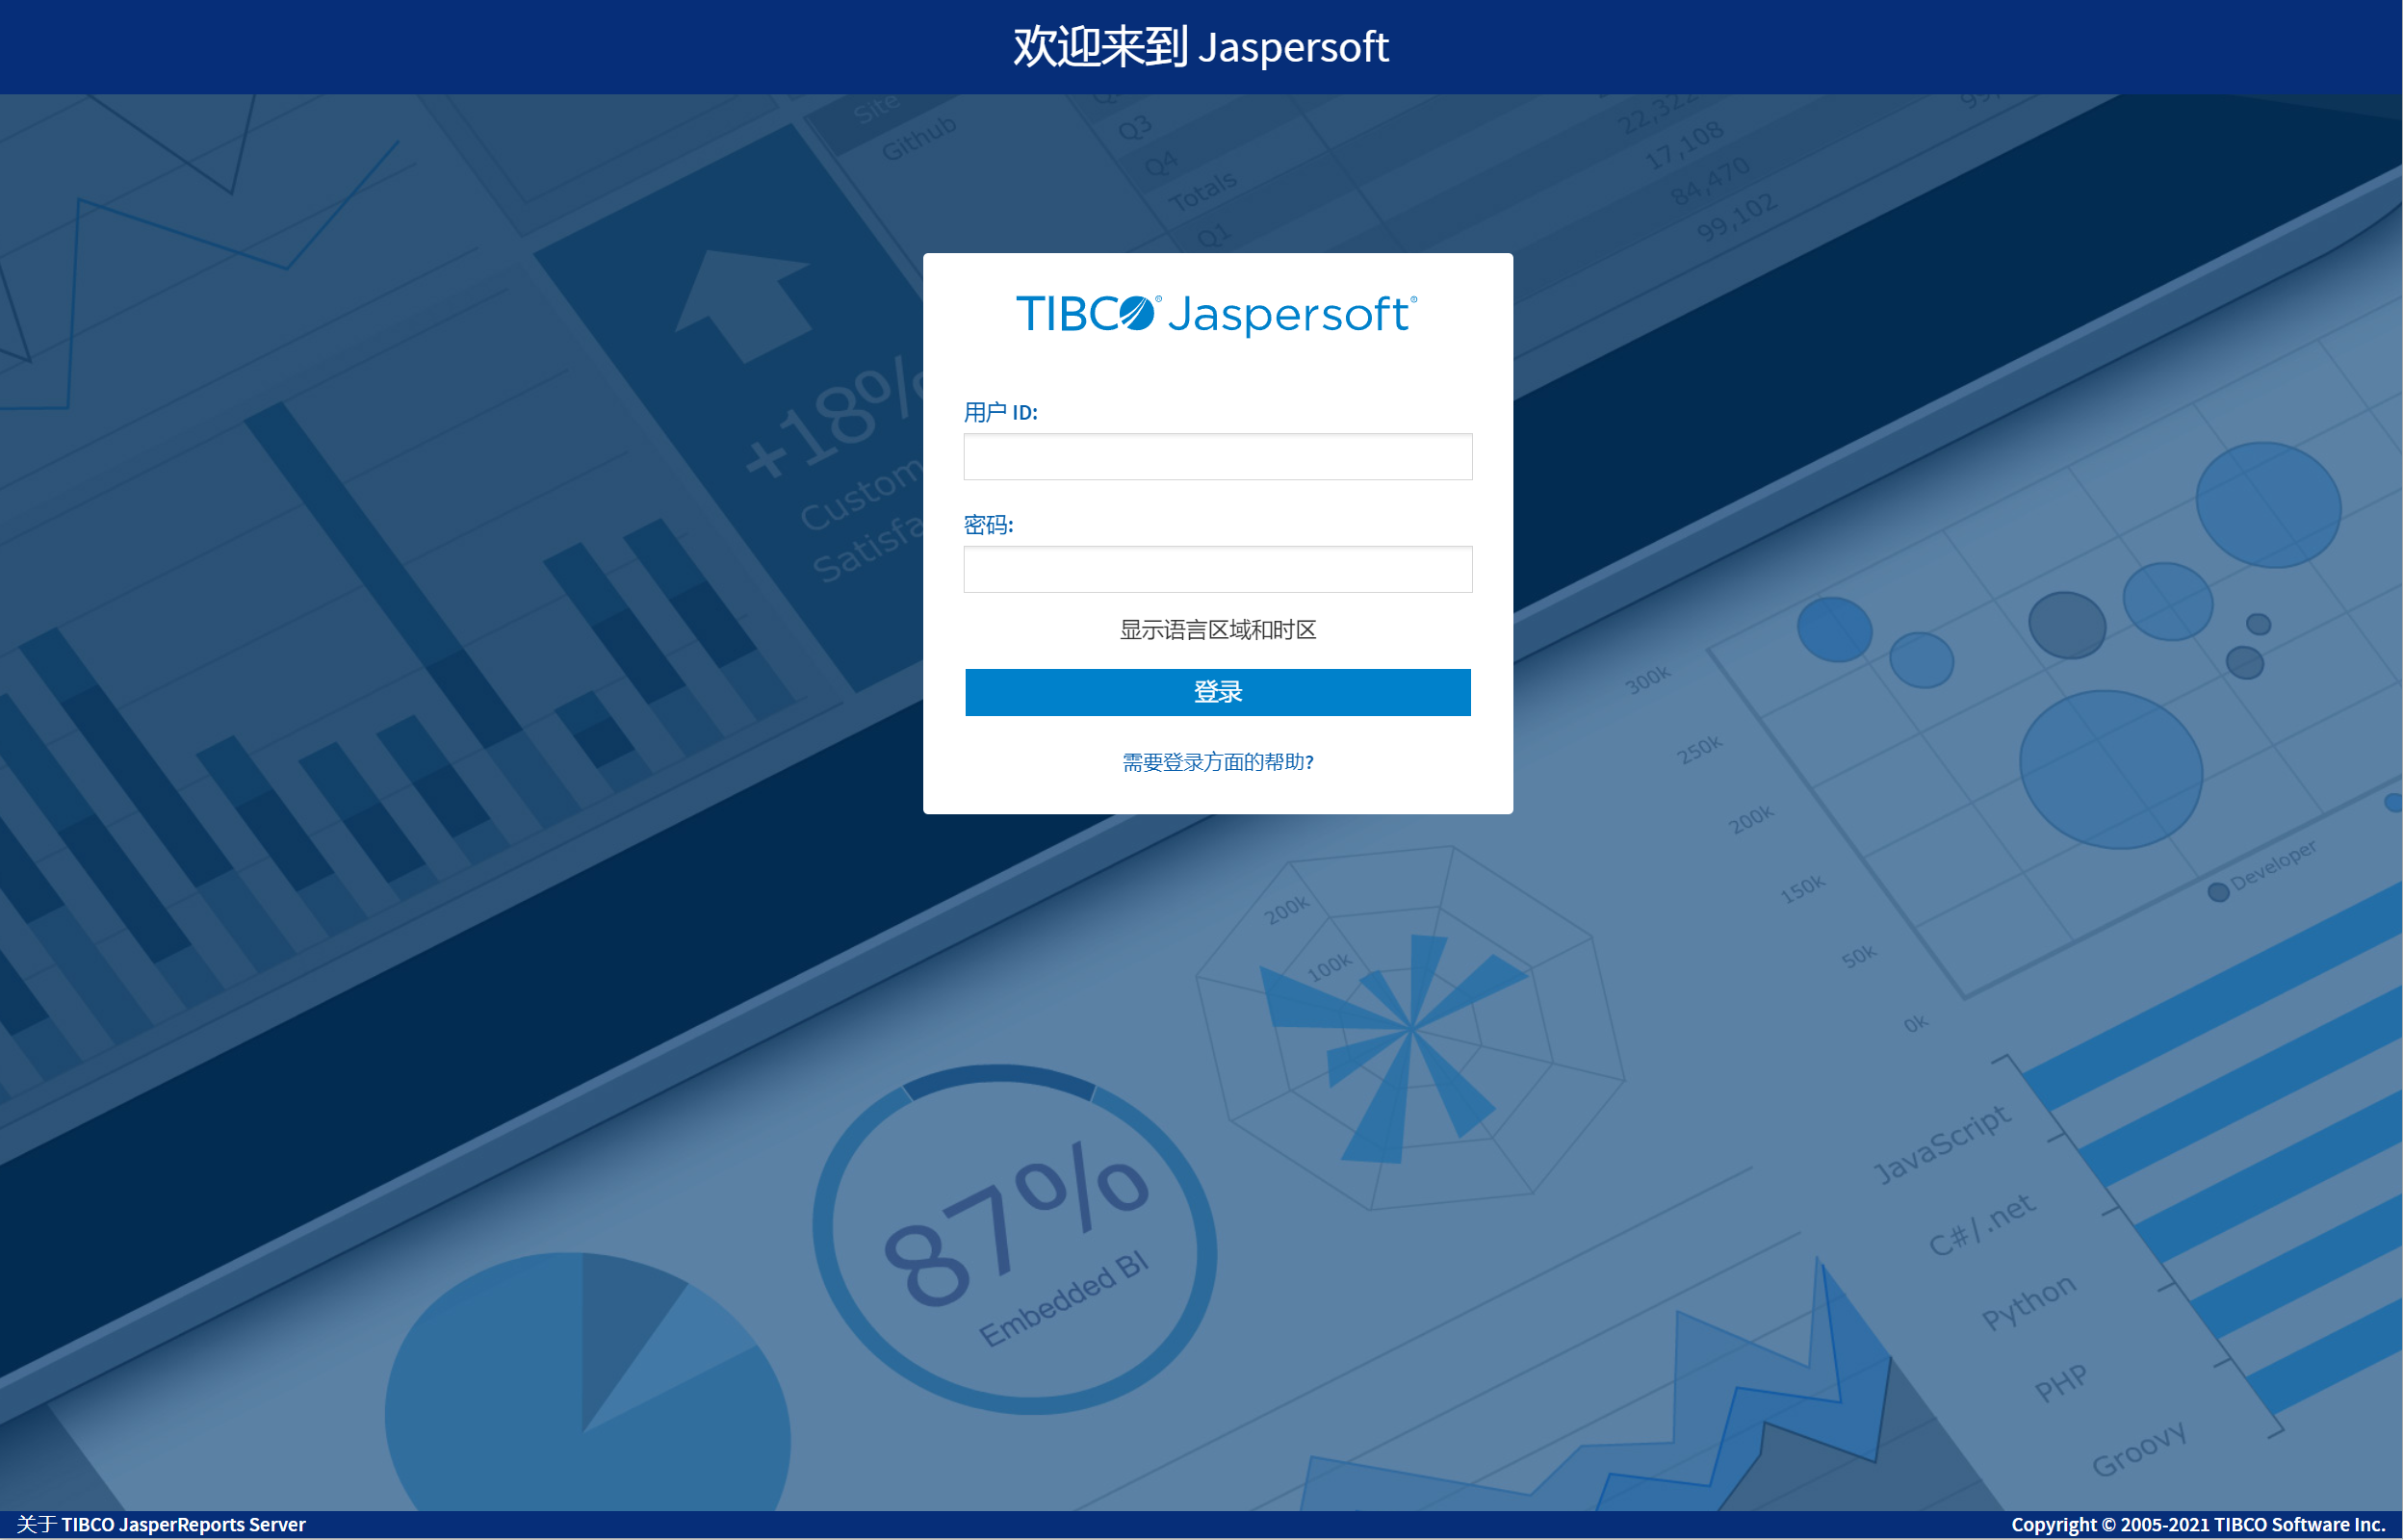 欢迎来到 Jaspersoft
Site
Github
Q3
Q4
Totals
Q1
22,322
17,108
84,470
99,102
TIBCO® Jaspersoft®
+18%
Custom
Satisfa
用户 ID:
密码:
显示语言区域和时区
登录
需要登录方面的帮助?
300k
250k
200k
150k
50k
0k
Developer
200k
100k
87%
Embedded BI
JavaScript
C#/.net
Python
PHP
Groovy
关于 TIBCO JasperReports Server
Copyright © 2005-2021 TIBCO Software Inc.